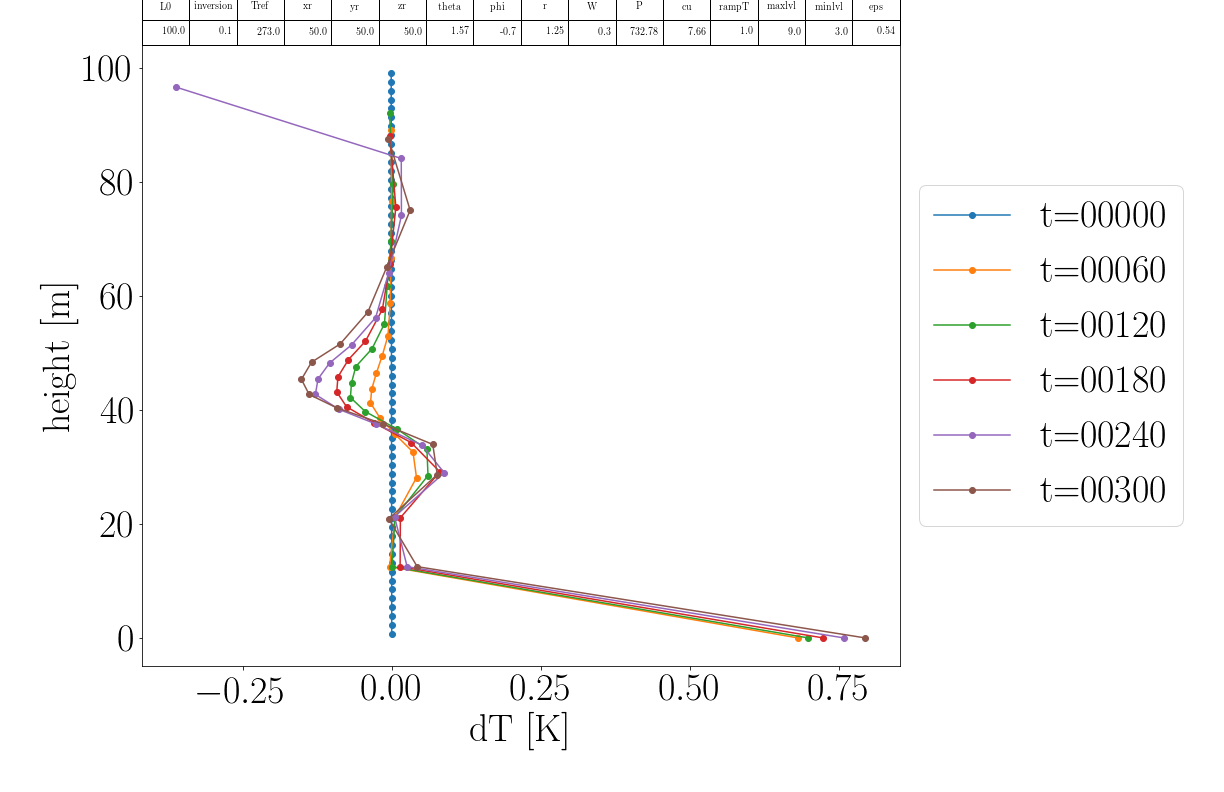 L0 inversion Tref xr yr zr theta phi r W P cu rampT maxlvl minlvl eps
100.0 0.1 273.0 50.0 50.0 50.0 1.57 -0.7 1.25 0.3 732.78 7.66 1.0 9.0 3.0 0.54
100
80
60
40
20
0
height [m]
−0.25 0.00 0.25 0.50 0.75
dT [K]
t=00000
t=00060
t=00120
t=00180
t=00240
t=00300